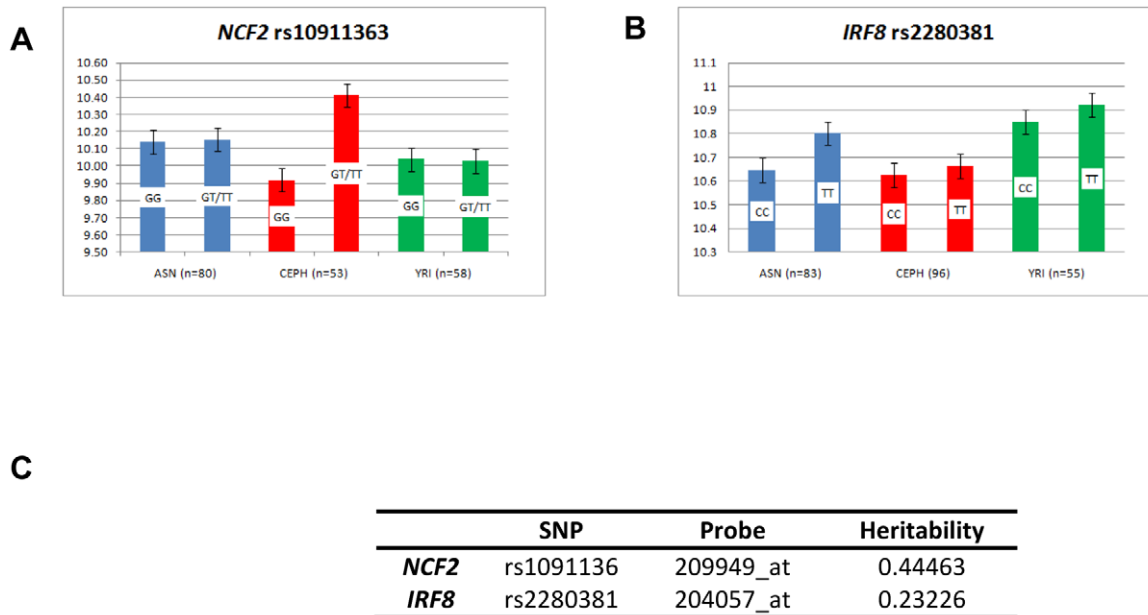 A
NCF2 rs10911363
10.60
10.50
10.40
10.30
10.20
10.10
10.00
9.90
9.80
9.70
9.60
9.50
GG
GT/TT
GG
GT/TT
GG
GT/TT
ASN (n=80)
CEPH (n=53)
YRI (n=58)
B
IRF8 rs2280381
11.1
11
10.9
10.8
10.7
10.6
10.5
10.4
10.3
CC
TT
CC
TT
CC
TT
ASN (n=83)
CEPH (96)
YRI (n=55)
C
SNP Probe Heritability
NCF2 rs1091136 209949_at 0.44463
IRF8 rs2280381 204057_at 0.23226